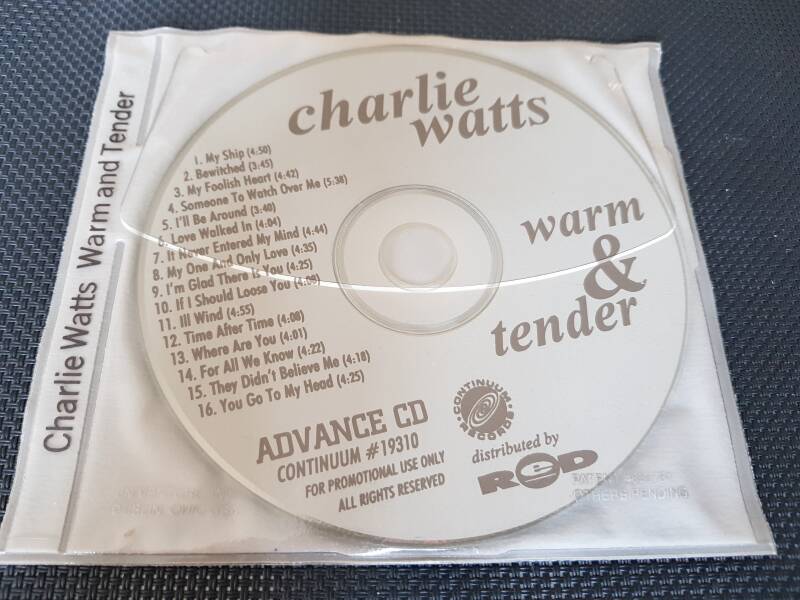 Charlie Watts Warm and Tender
charlie
watts
1. My Ship (4:50)
2. Bewitched (3:45)
3. My Foolish Heart (4:42)
4. Someone To Watch Over Me (5:38)
5. I'll Be Around (3:40)
6. Love Walked In (4:04)
7. It Never Entered My Mind (4:44)
8. My One And Only Love (4:35)
9. I'm Glad There Is You (4:25)
10. If I Should Loose You
11. Ill Wind (4:55)
12. Time After Time (4:08)
13. Where Are You (4:01)
14. For All We Know (4:22)
15. They Didn't Believe Me (4:18)
16. You Go To My Head (4:25)
warm
&
tender
ADVANCE CD
CONTINUUM #19310
FOR PROMOTIONAL USE ONLY
ALL RIGHTS RESERVED
CONTINUUM
RECORDS
distributed by
RED
OTHERS PENDING